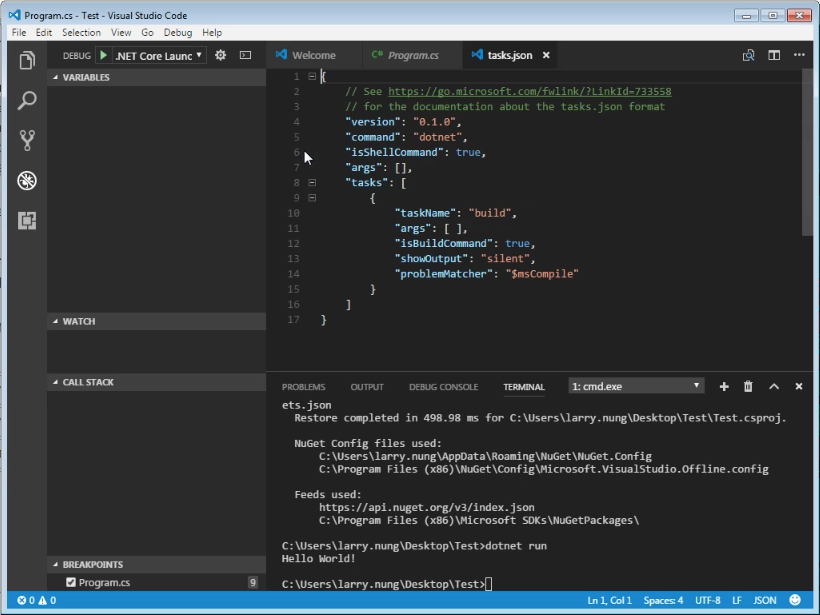 Program.cs - Test - Visual Studio Code
File Edit Selection View Go Debug Help
DEBUG .NET Core Launc
Welcome
C# Program.cs
tasks.json
VARIABLES
WATCH
CALL STACK
BREAKPOINTS
Program.cs 9
1 {
2 // See https://go.microsoft.com/fwlink/?LinkId=733558
3 // for the documentation about the tasks.json format
4 "version": "0.1.0",
5 "command": "dotnet",
6 "isShellCommand": true,
7 "args": [],
8 "tasks": [
9 {
10 "taskName": "build",
11 "args": [ ],
12 "isBuildCommand": true,
13 "showOutput": "silent",
14 "problemMatcher": "$msCompile"
15 }
16 ]
17 }
PROBLEMS OUTPUT DEBUG CONSOLE TERMINAL 1: cmd.exe
ets.json
Restore completed in 498.98 ms for C:\Users\larry.nung\Desktop\Test\Test.csproj.
NuGet Config files used:
C:\Users\larry.nung\AppData\Roaming\NuGet\NuGet.Config
C:\Program Files (x86)\NuGet\Config\Microsoft.VisualStudio.Offline.config
Feeds used:
https://api.nuget.org/v3/index.json
C:\Program Files (x86)\Microsoft SDKs\NuGetPackages\
C:\Users\larry.nung\Desktop\Test>dotnet run
Hello World!
C:\Users\larry.nung\Desktop\Test>
0 0 Ln 1, Col 1 Spaces: 4 UTF-8 LF JSON